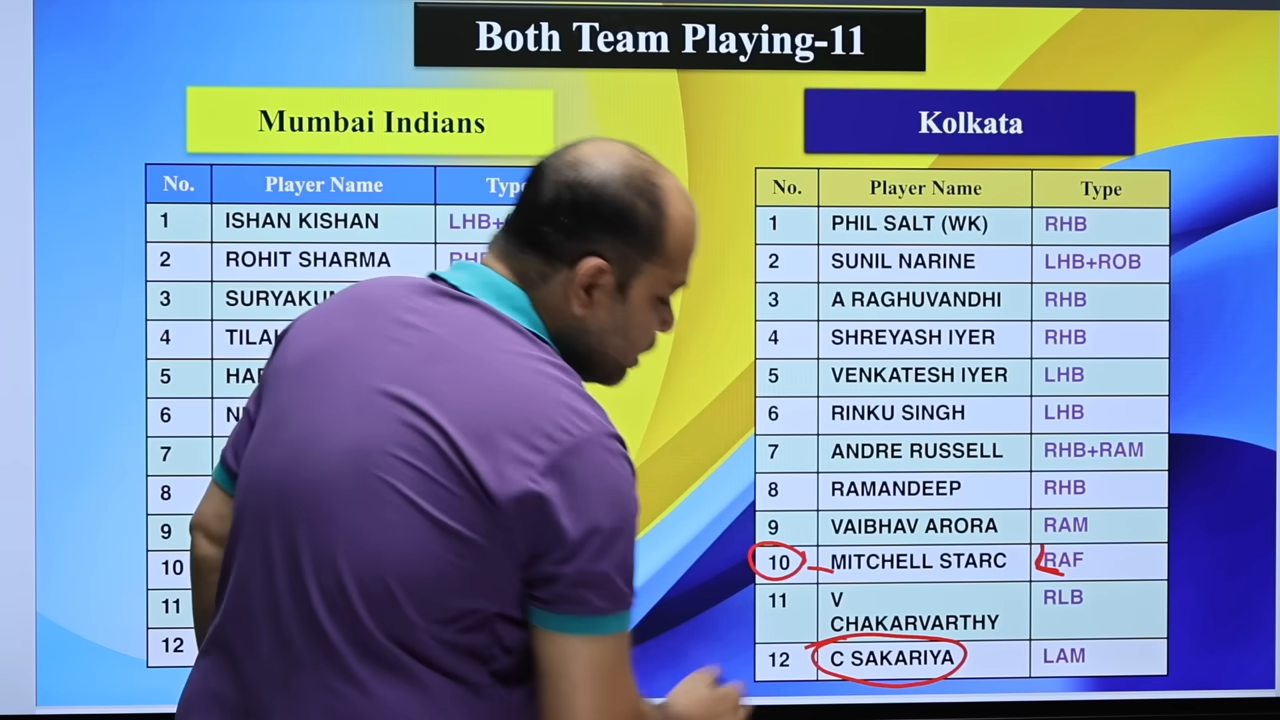 Both Team Playing-11
Mumbai Indians
No. Player Name
1 ISHAN KISHAN LHB+
2 ROHIT SHARMA
3
4
5
6
7
8
9
10
11
12
Kolkata
No. Player Name Type
1 PHIL SALT (WK) RHB
2 SUNIL NARINE LHB+ROB
3 A RAGHUVANDHI RHB
4 SHREYASH IYER RHB
5 VENKATESH IYER LHB
6 RINKU SINGH LHB
7 ANDRE RUSSELL RHB+RAM
8 RAMANDEEP RHB
9 VAIBHAV ARORA RAM
10 MITCHELL STARC RAF
11 V RLB
CHAKARVARTHY
12 C SAKARIYA LAM